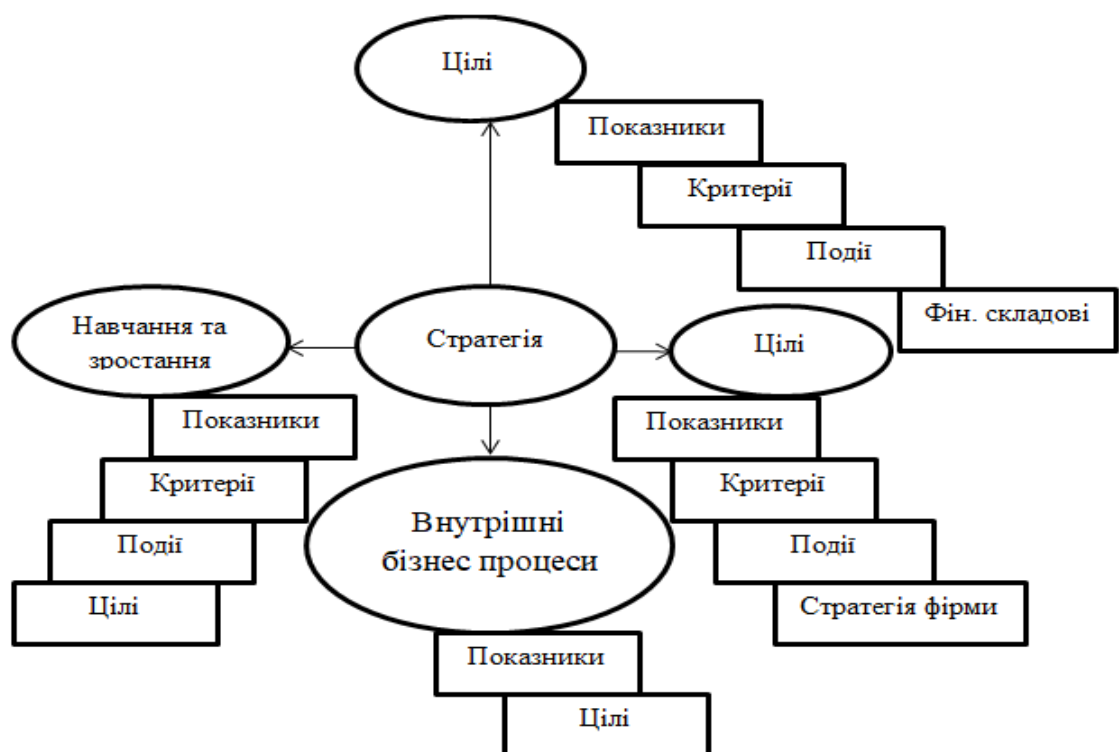 Цілі
Показники
Критерії
Події
Фін. складові
Навчання та
зростання
Стратегія
Цілі
Показники
Показники
Критерії
Критерії
Внутрішні
бізнес процеси
Події
Події
Цілі
Стратегія фірми
Показники
Цілі